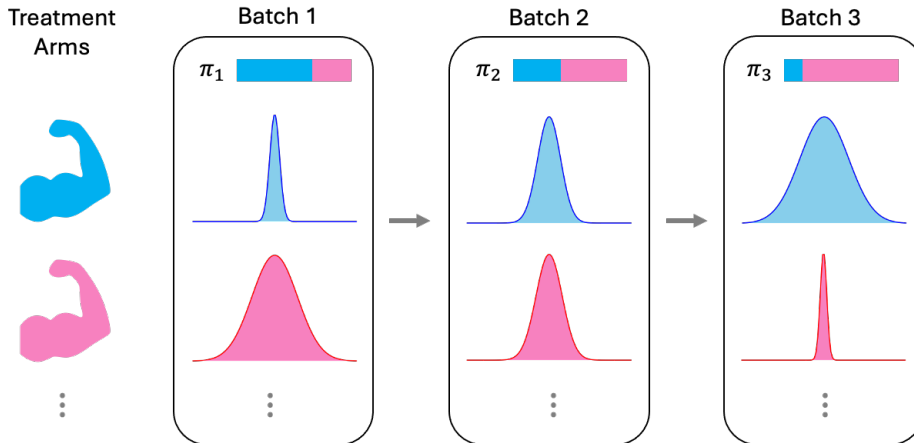 Treatment
Arms
Batch 1
Batch 2
Batch 3
π₁
π₂
π₃